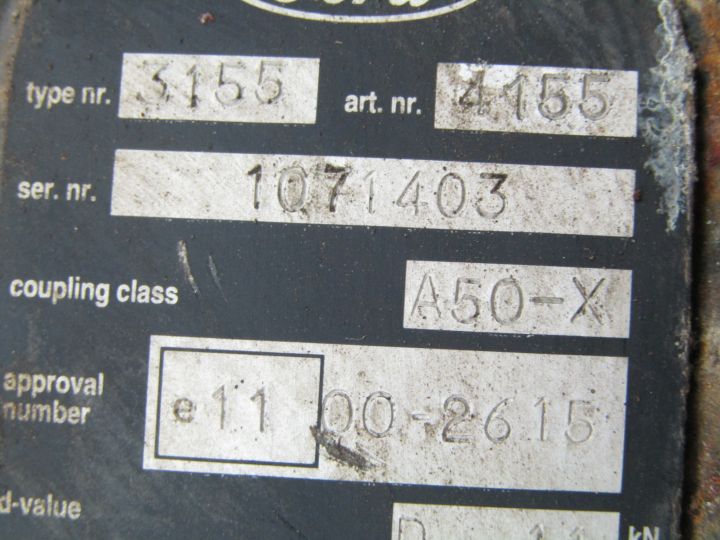 type nr. 3155 art. nr. 4155
ser. nr. 1071403
coupling class A50-X
approval
number e11 00-2615
d-value D 11 kN